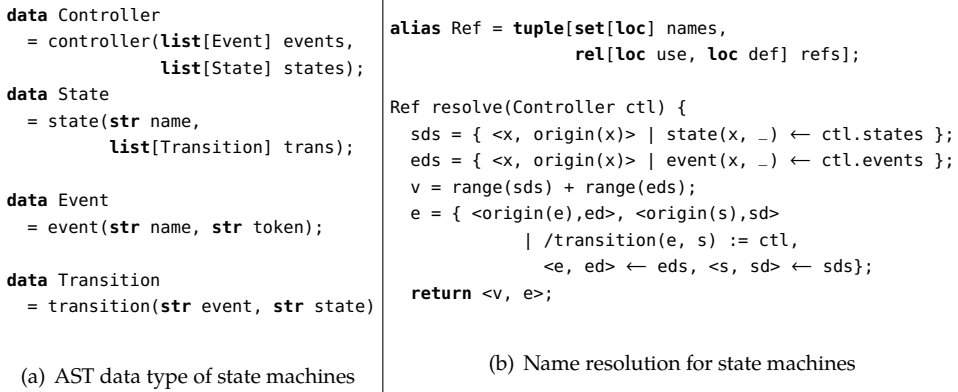 data Controller
= controller(list[Event] events,
list[State] states);
data State
= state(str name,
list[Transition] trans);
data Event
= event(str name, str token);
data Transition
= transition(str event, str state)
(a) AST data type of state machines
alias Ref = tuple[set[loc] names,
rel[loc use, loc def] refs];
Ref resolve(Controller ctl) {
sds = { <x, origin(x)> | state(x, _) ← ctl.states };
eds = { <x, origin(x)> | event(x, _) ← ctl.events };
v = range(sds) + range(eds);
e = { <origin(e),ed>, <origin(s),sd>
| /transition(e, s) := ctl,
<e, ed> ← eds, <s, sd> ← sds};
return <v, e>;
(b) Name resolution for state machines